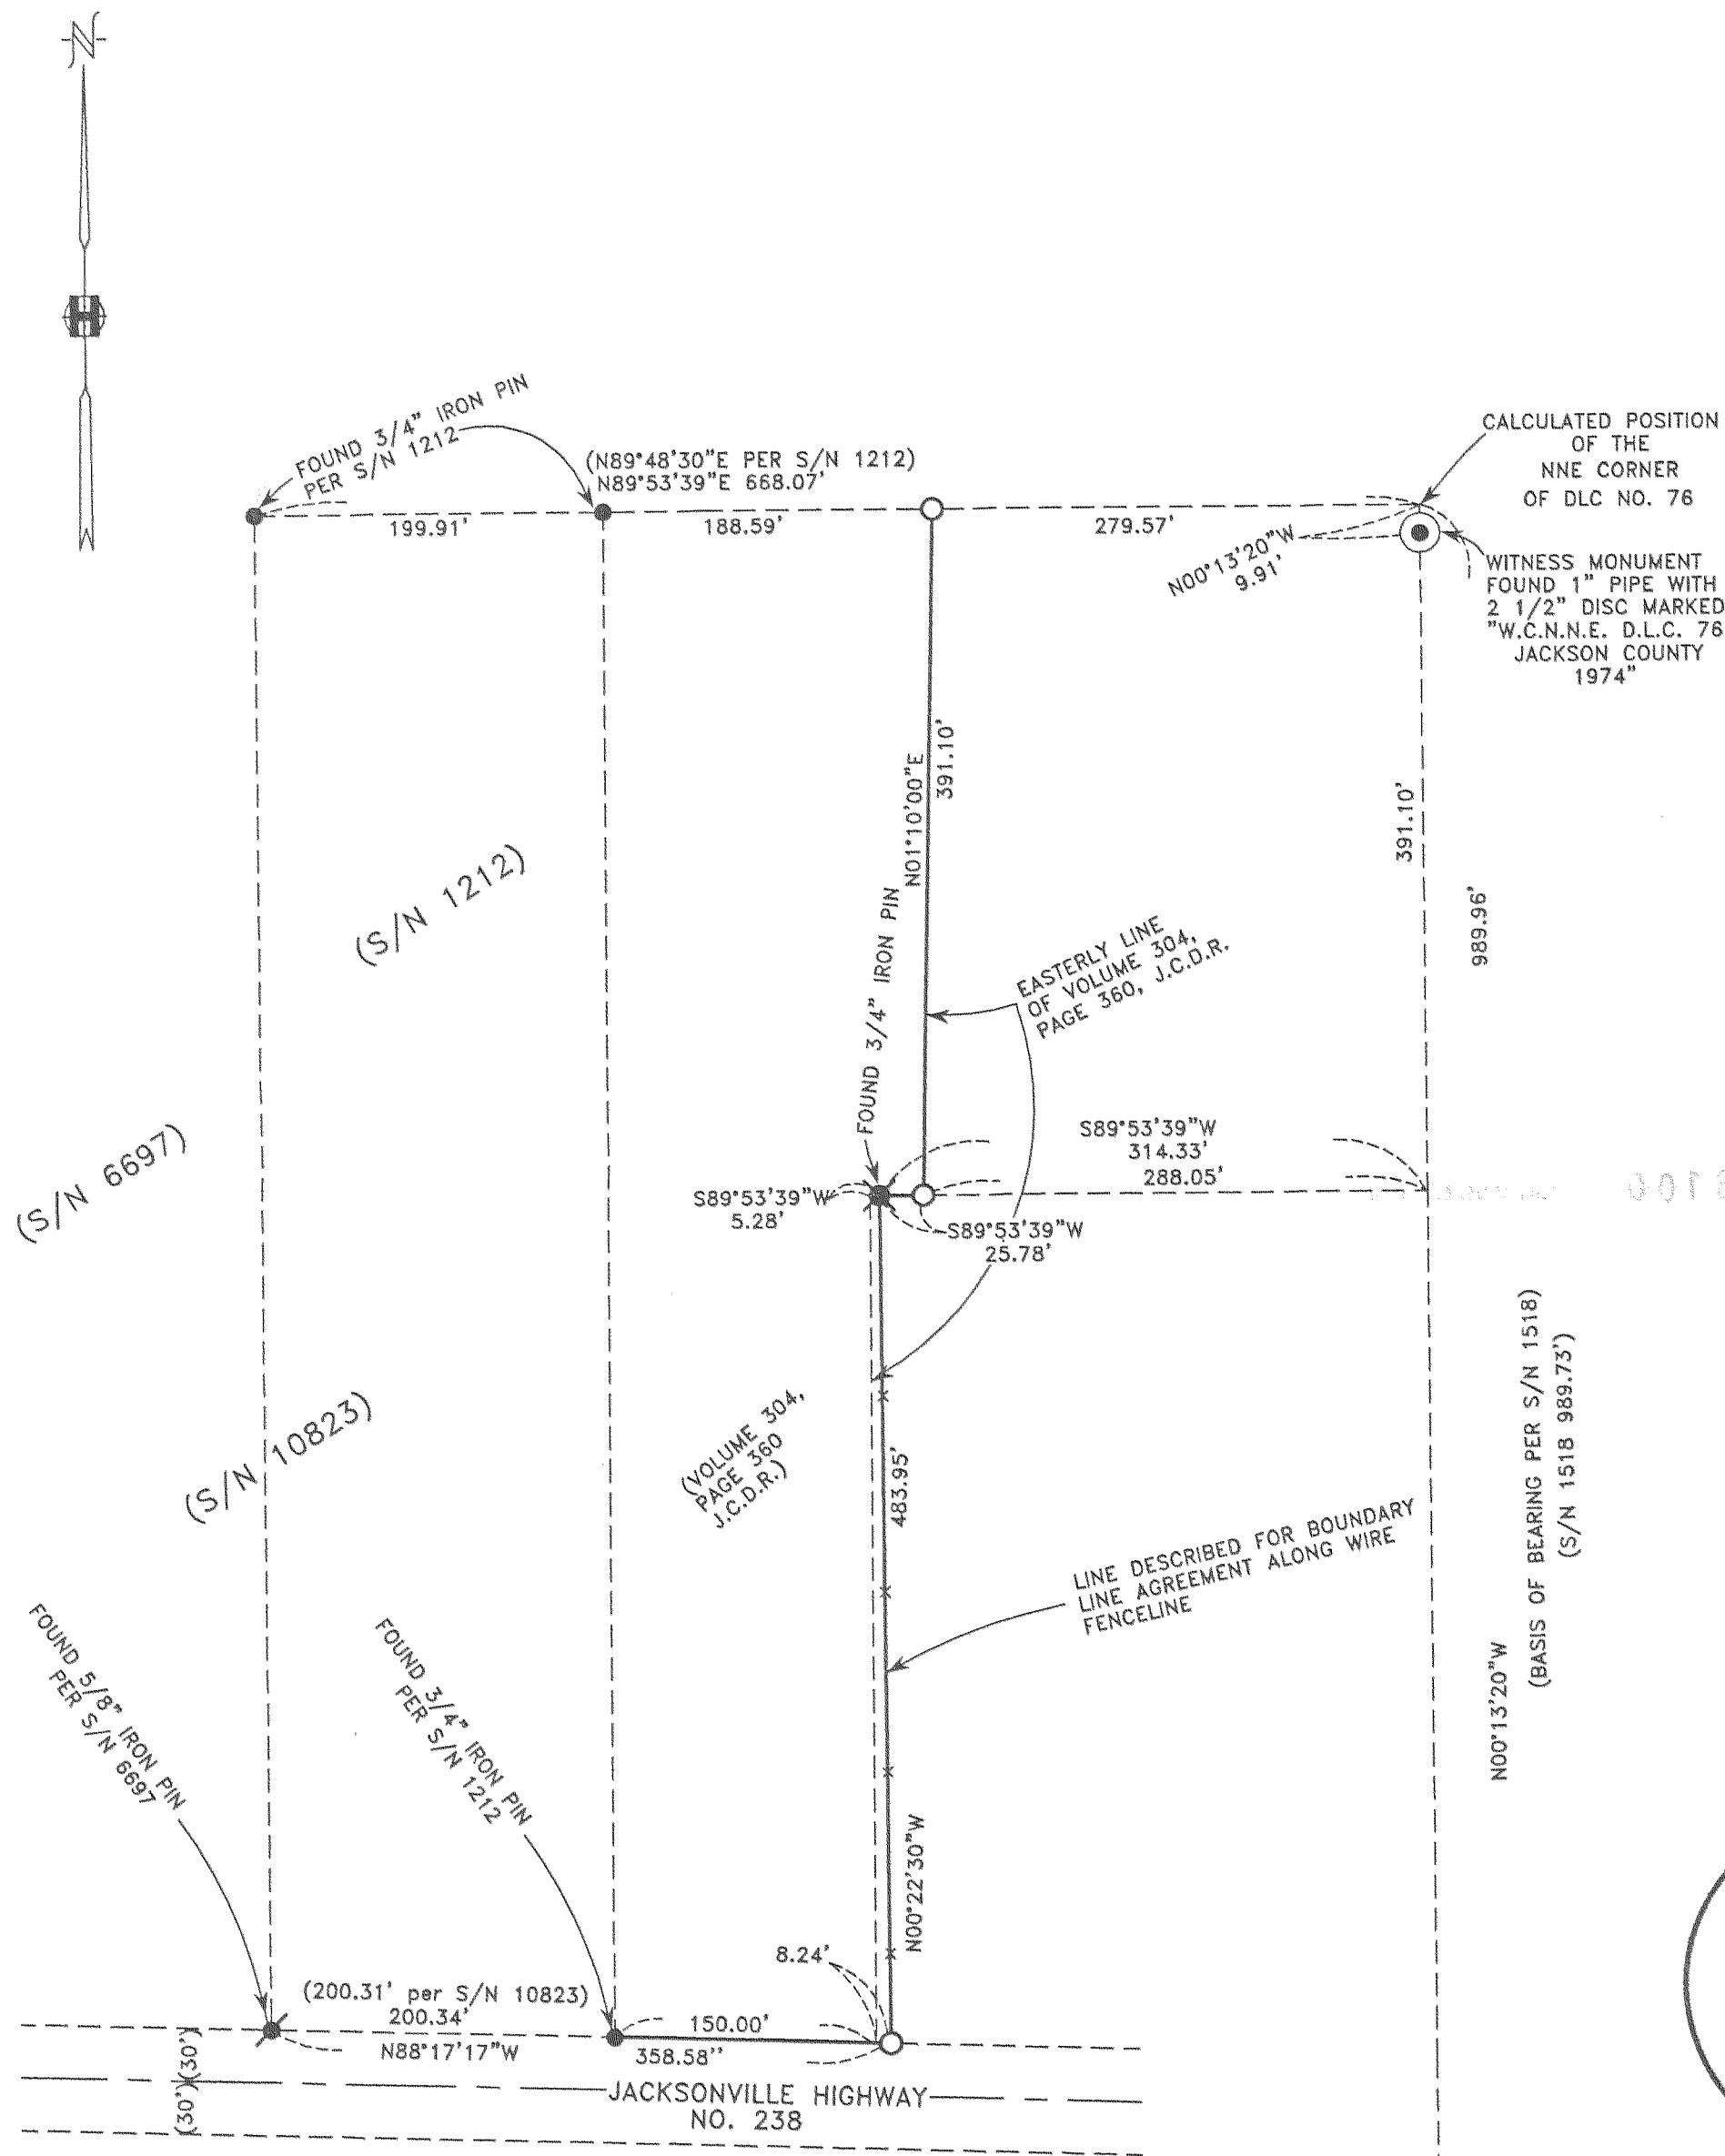 N
H
FOUND 3/4" IRON PIN
PER S/N 1212
(N89°48'30"E PER S/N 1212)
N89°53'39"E 668.07'
199.91'
188.59'
279.57'
N00°13'20"W
9.91'
CALCULATED POSITION
OF THE
NNE CORNER
OF DLC NO. 76
WITNESS MONUMENT
FOUND 1" PIPE WITH
2 1/2" DISC MARKED
"W.C.N.N.E. D.L.C. 76
JACKSON COUNTY
1974"
N01°10'00"E
391.10'
391.10'
989.96'
(S/N 1212)
FOUND 3/4" IRON PIN
EASTERLY LINE
OF VOLUME 304,
PAGE 360, J.C.D.R.
(S/N 6697)
S89°53'39"W
314.33'
288.05'
S89°53'39"W
5.28'
S89°53'39"W
25.78'
(S/N 10823)
(VOLUME 304,
PAGE 360
J.C.D.R.)
483.95'
LINE DESCRIBED FOR BOUNDARY
LINE AGREEMENT ALONG WIRE
FENCELINE
N00°13'20"W
(BASIS OF BEARING PER S/N 1518)
(S/N 1518 989.73')
FOUND 5/8" IRON PIN
PER S/N 6697
FOUND 3/4" IRON PIN
PER S/N 1212
N00°22'30"W
8.24'
(200.31' per S/N 10823)
200.34'
150.00'
N88°17'17"W
358.58''
(30')(30')
JACKSONVILLE HIGHWAY
NO. 238